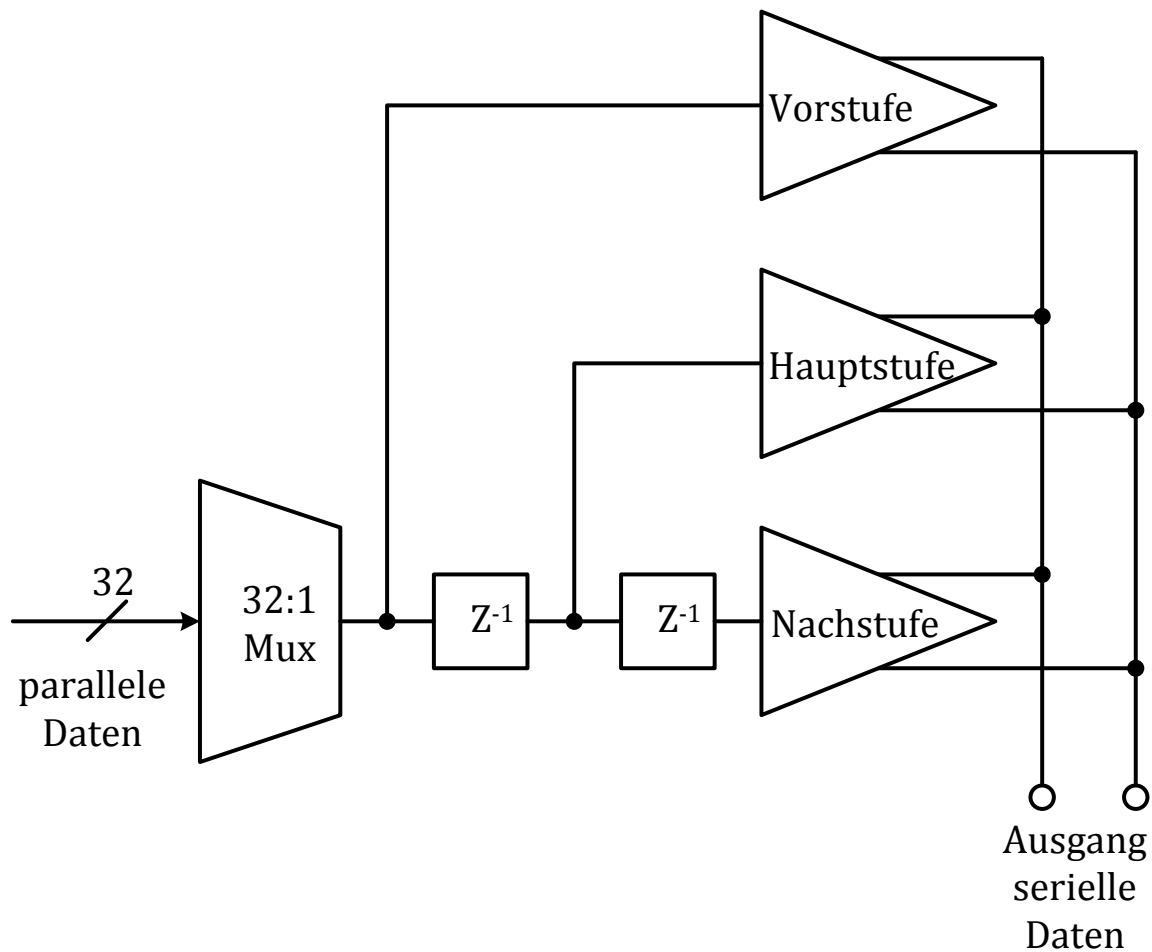 Vorstufe
Hauptstufe
32
32:1
Mux
Z-1
Z-1
Nachstufe
parallele
Daten
Ausgang
serielle
Daten